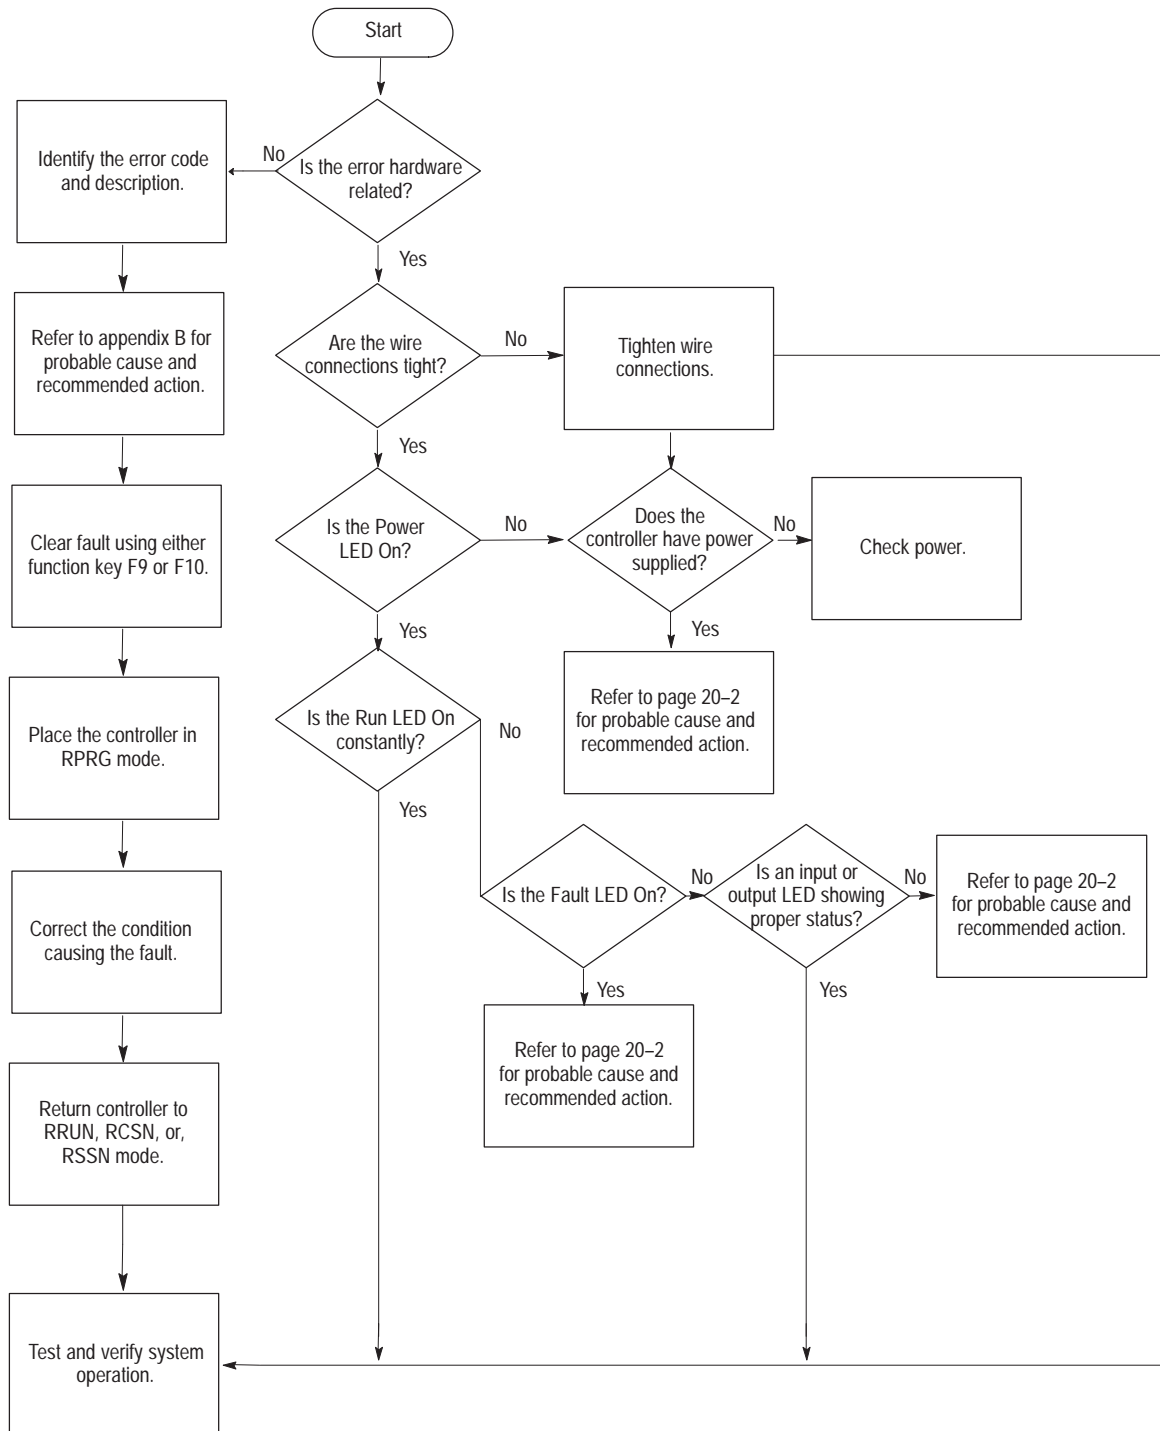 Start
No
Identify the error code
and description.
Is the error hardware
related?
Yes
Refer to appendix B for
probable cause and
recommended action.
Are the wire
connections tight?
No
Tighten wire
connections.
Yes
Clear fault using either
function key F9 or F10.
Is the Power
LED On?
No
Does the
controller have power
supplied?
No
Check power.
Yes
Yes
Place the controller in
RPRG mode.
Is the Run LED On
constantly?
No
Refer to page 20–2
for probable cause and
recommended action.
Yes
Correct the condition
causing the fault.
Is the Fault LED On?
No
Is an input or
output LED showing
proper status?
No
Refer to page 20–2
for probable cause and
recommended action.
Yes
Yes
Refer to page 20–2
for probable cause and
recommended action.
Return controller to
RRUN, RCSN, or,
RSSN mode.
Test and verify system
operation.